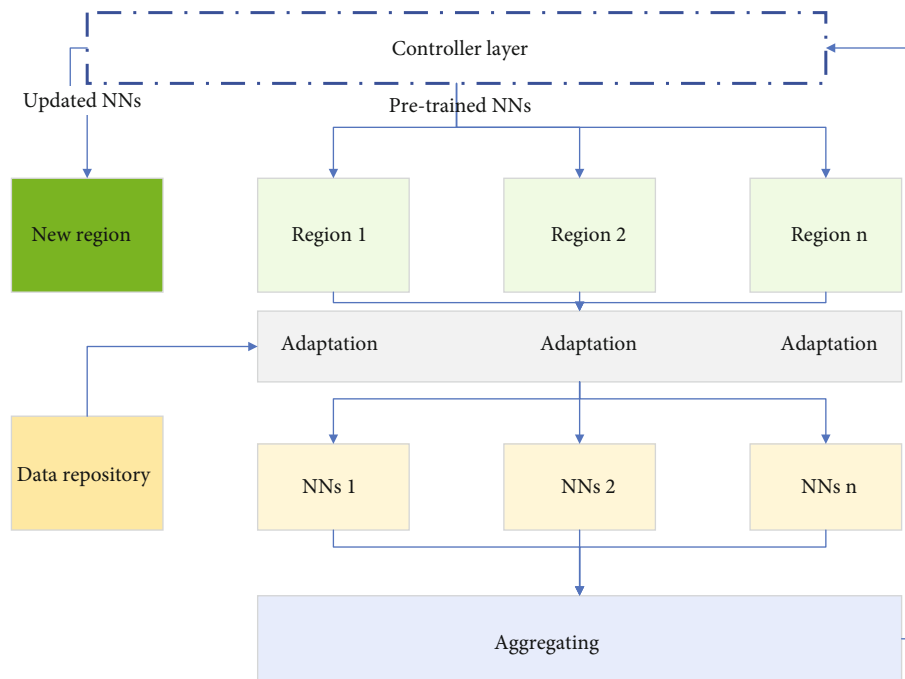 Controller layer
Updated NNs
Pre-trained NNs
New region
Region 1
Region 2
Region n
Adaptation
Adaptation
Adaptation
Data repository
NNs 1
NNs 2
NNs n
Aggregating